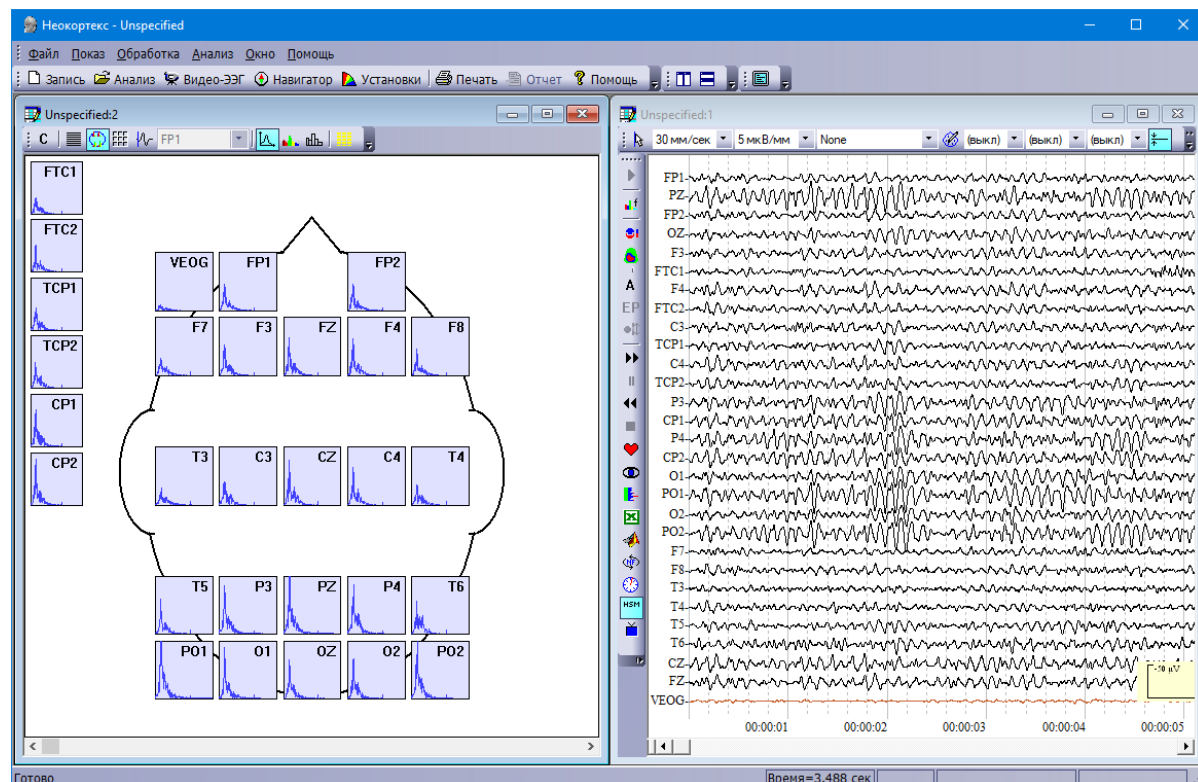 Неокортекс - Unspecified
Файл Показ Обработка Анализ Окно Помощь
Запись Анализ Видео-ЭЭГ Навигатор Установки Печать Отчет Помощь
Unspecified:2
C FP1
FTC1
FTC2
TCP1
TCP2
CP1
CP2
VEOG FP1 FP2
F7 F3 FZ F4 F8
T3 C3 CZ C4 T4
T5 P3 PZ P4 T6
PO1 O1 OZ O2 PO2
Unspecified:1
30 мм/сек 5 мкВ/мм None (выкл) (выкл) (выкл)
f
A
EP
HSM
FP1
PZ
FP2
OZ
F3
FTC1
F4
FTC2
C3
TCP1
C4
TCP2
P3
CP1
P4
CP2
O1
PO1
O2
PO2
F7
F8
T3
T4
T5
T6
CZ
FZ
VEOG
-50 µV
00:00:01 00:00:02 00:00:03 00:00:04 00:00:05
Готово
Время=3,488 сек